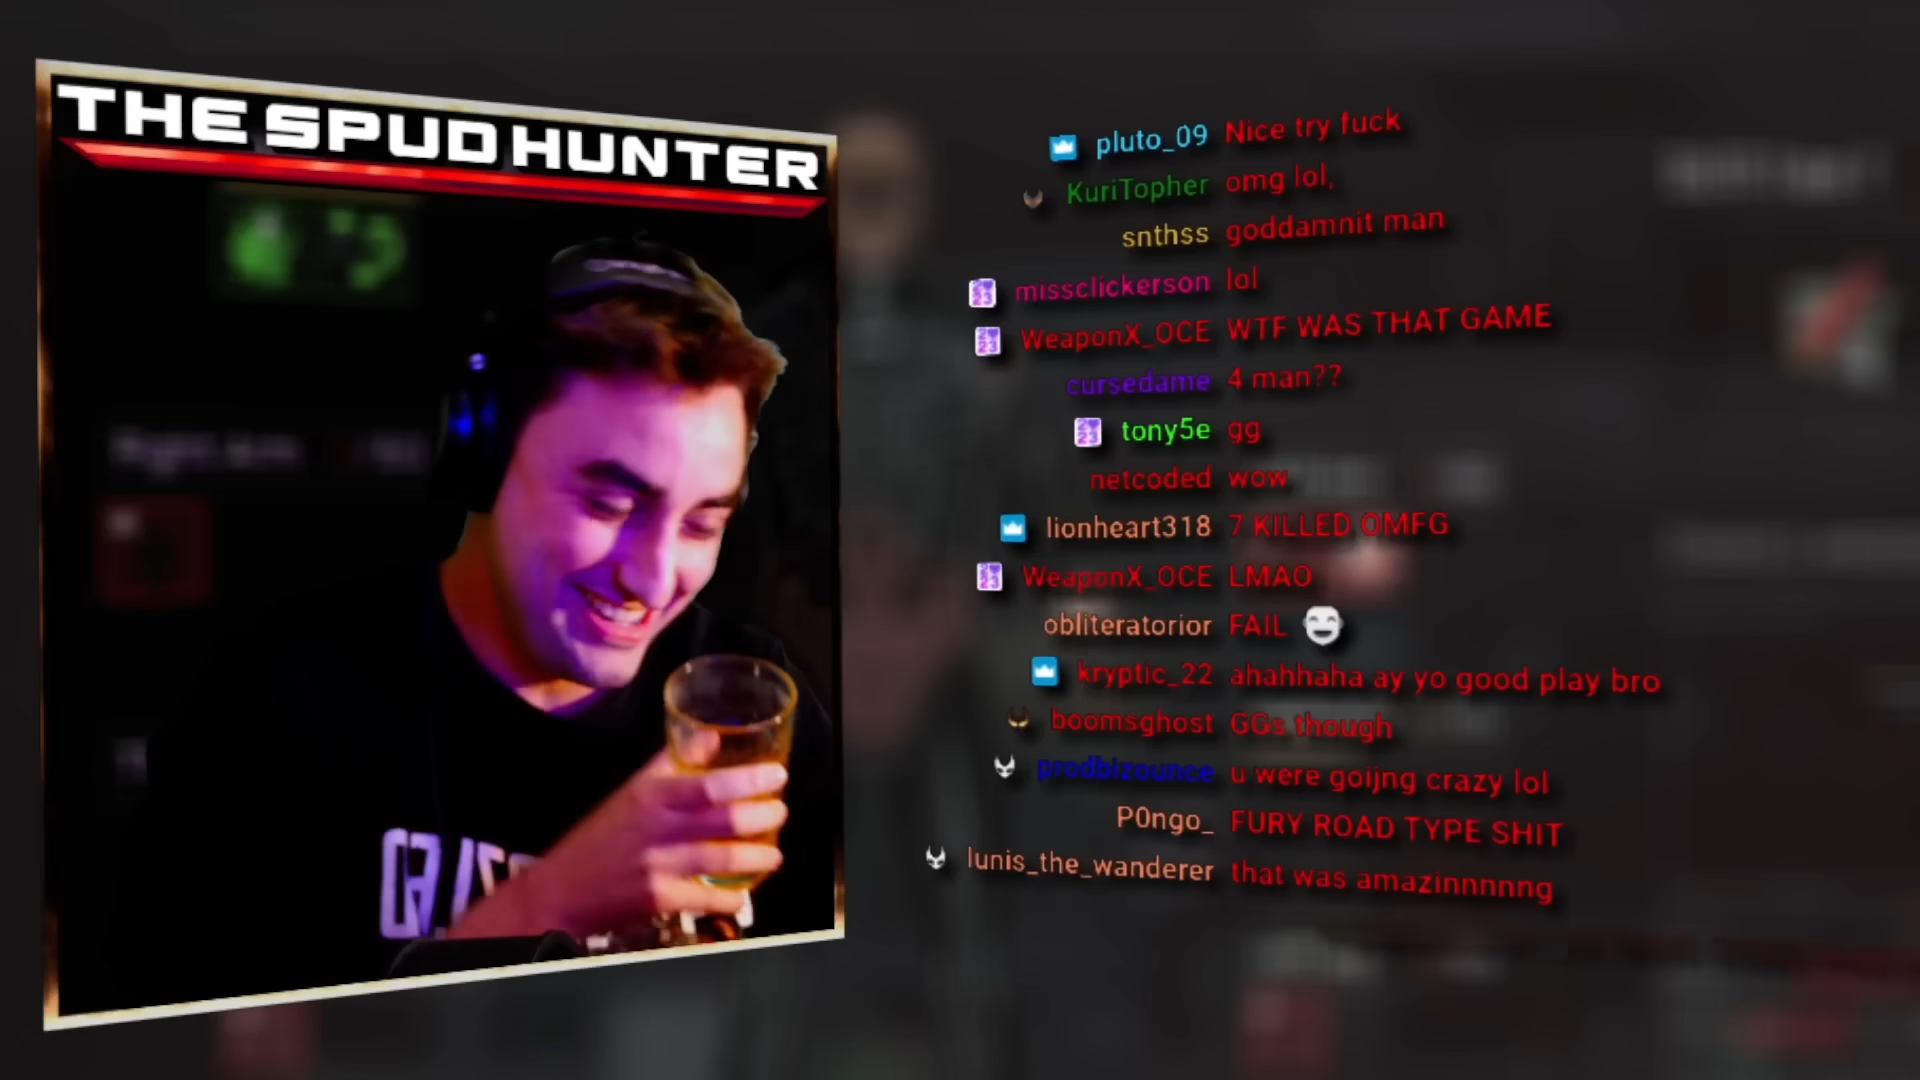 THE SPUD HUNTER
pluto_09 Nice try fuck
KuriTopher omg lol,
snthss goddamnit man
missclickerson lol
WeaponX_OCE WTF WAS THAT GAME
cursedame 4 man??
tony5e gg
netcoded wow
lionheart318 7 KILLED OMFG
WeaponX_OCE LMAO
obliteratorior FAIL
kryptic_22 ahahhaha ay yo good play bro
boomsghost GGs though
prodbizounce u were goijng crazy lol
P0ngo_ FURY ROAD TYPE SHIT
lunis_the_wanderer that was amazinnnnng